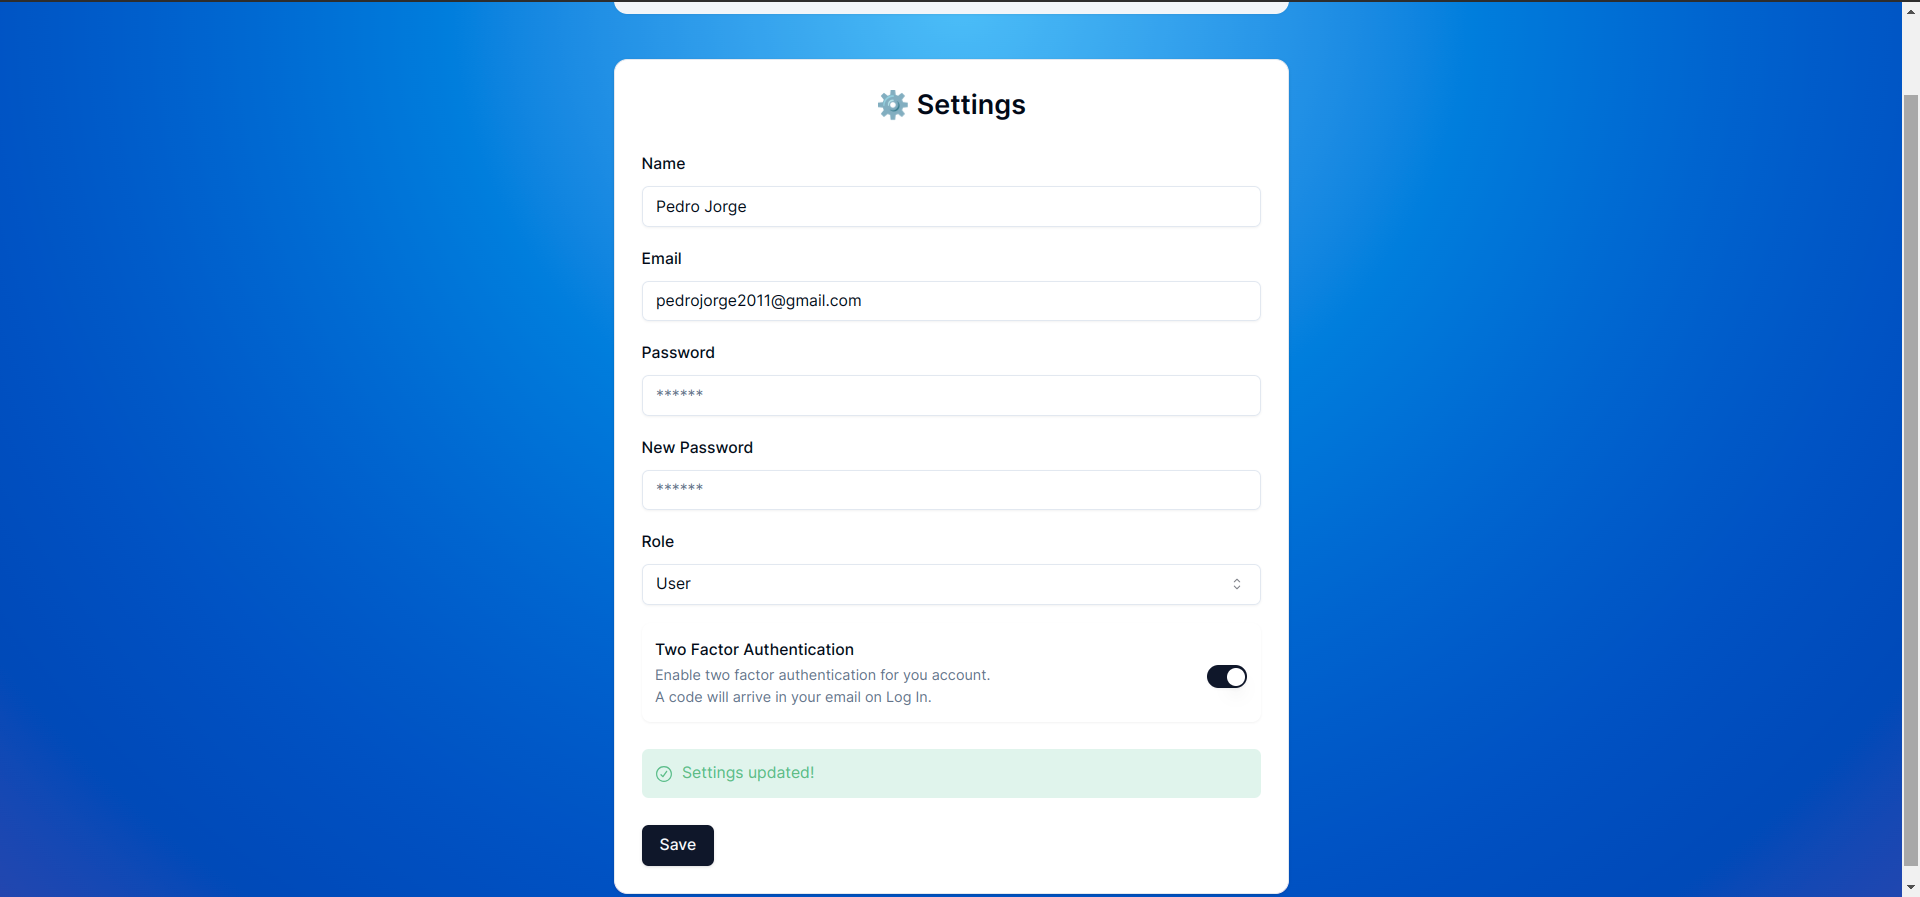 Settings
Name
Pedro Jorge
Email
pedrojorge2011@gmail.com
Password
******
New Password
******
Role
User
Two Factor Authentication
Enable two factor authentication for you account.
A code will arrive in your email on Log In.
Settings updated!
Save